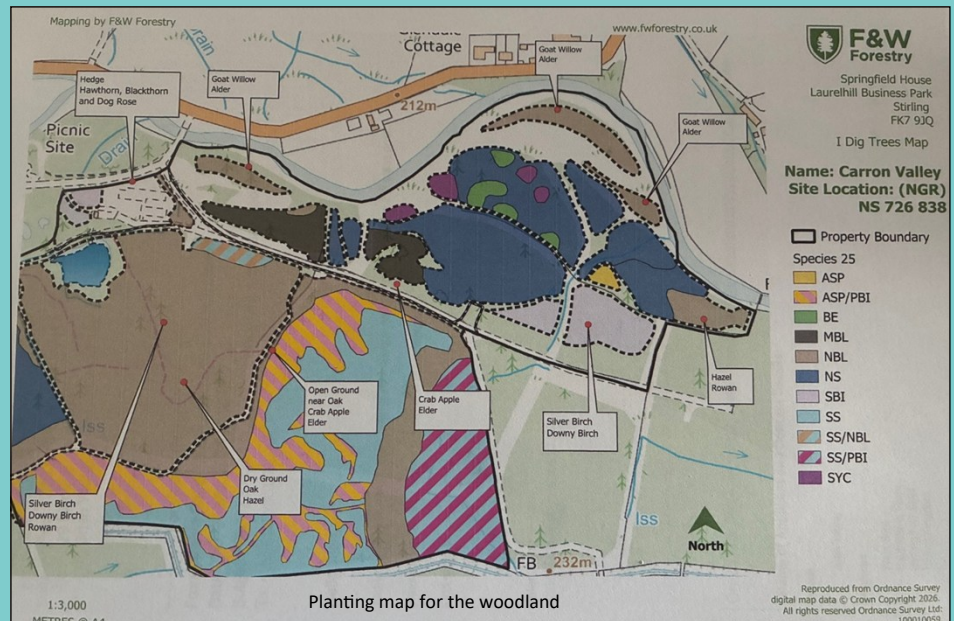 Mapping by F&W Forestry
www.fwforestry.co.uk
F&W
Forestry
Springfield House
Laurelhill Business Park
Stirling
FK7 9JQ
I Dig Trees Map
Name: Carron Valley
Site Location: (NGR)
NS 726 838
Property Boundary
Species 25
ASP
ASP/PBI
BE
MBL
NBL
NS
SBI
SS
SS/NBL
SS/PBI
SYC
Cottage
212m
Picnic
Site
Drain
Hedge
Hawthorn, Blackthorn
and Dog Rose
Goat Willow
Alder
Goat Willow
Alder
Goat Willow
Alder
Hazel
Rowan
Silver Birch
Downy Birch
Crab Apple
Elder
Open Ground
near Oak
Crab Apple
Elder
Dry Ground
Oak
Hazel
Silver Birch
Downy Birch
Rowan
Iss
Iss
FB 232m
North
1:3,000
Planting map for the woodland
Reproduced from Ordnance Survey
digital map data © Crown Copyright 2026.
All rights reserved Ordnance Survey Ltd:
100010059